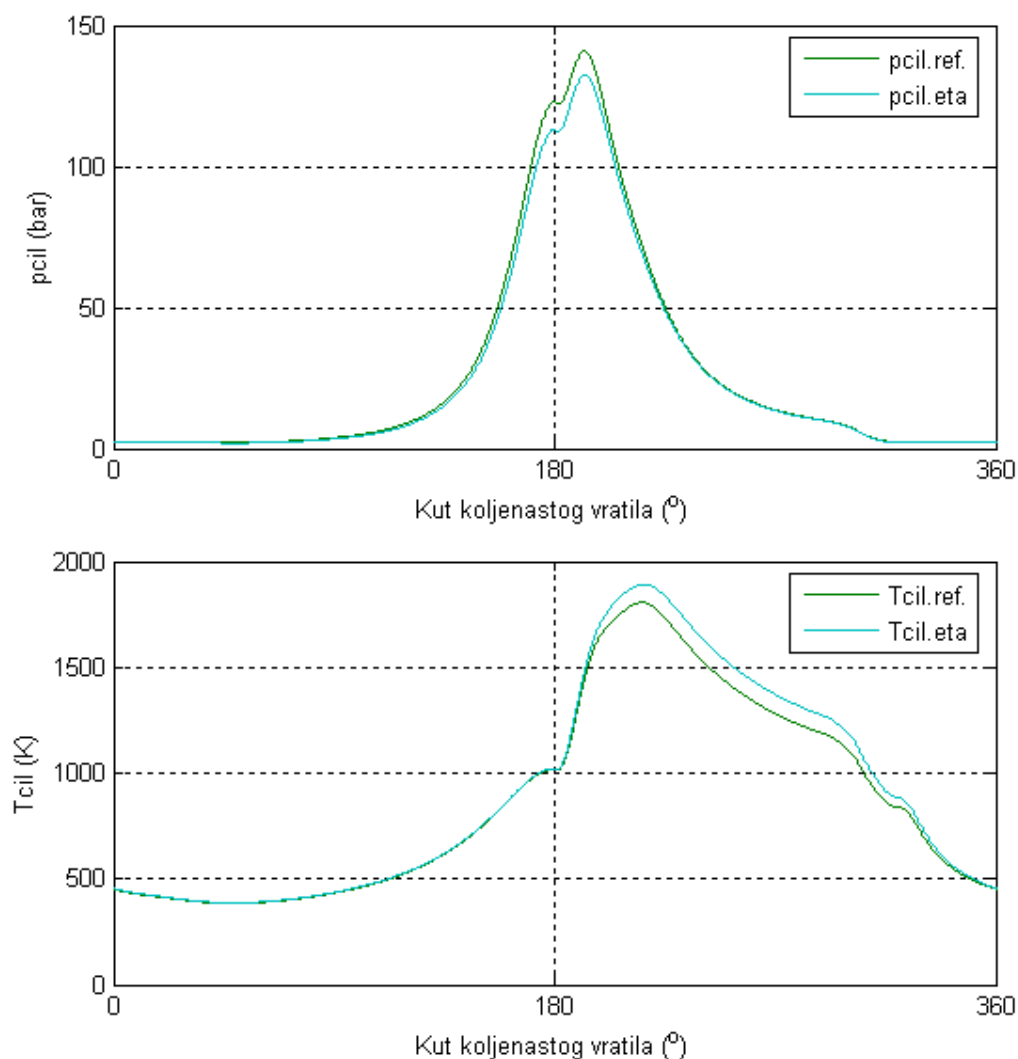 150
100
50
0
pcil (bar)
pcil.ref.
pcil.eta
0
180
360
Kut koljenastog vratila (º)
2000
1500
1000
500
0
Tcil (K)
Tcil.ref.
Tcil.eta
0
180
360
Kut koljenastog vratila (º)